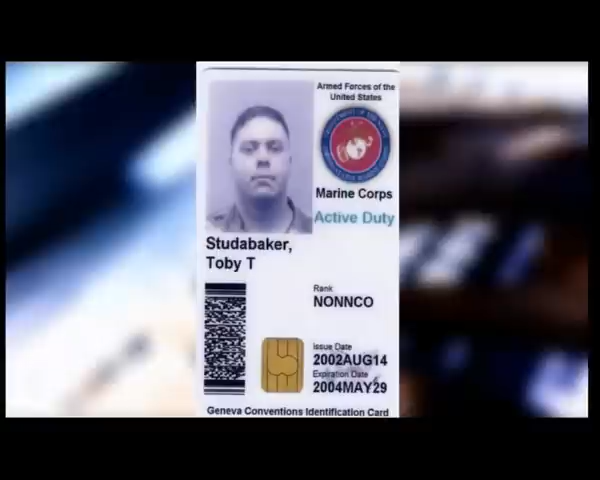 Armed Forces of the
United States
Marine Corps
Active Duty
Studabaker,
Toby T
Rank
NONNCO
Issue Date
2002AUG14
Expiration Date
2004MAY29
Geneva Conventions Identification Card